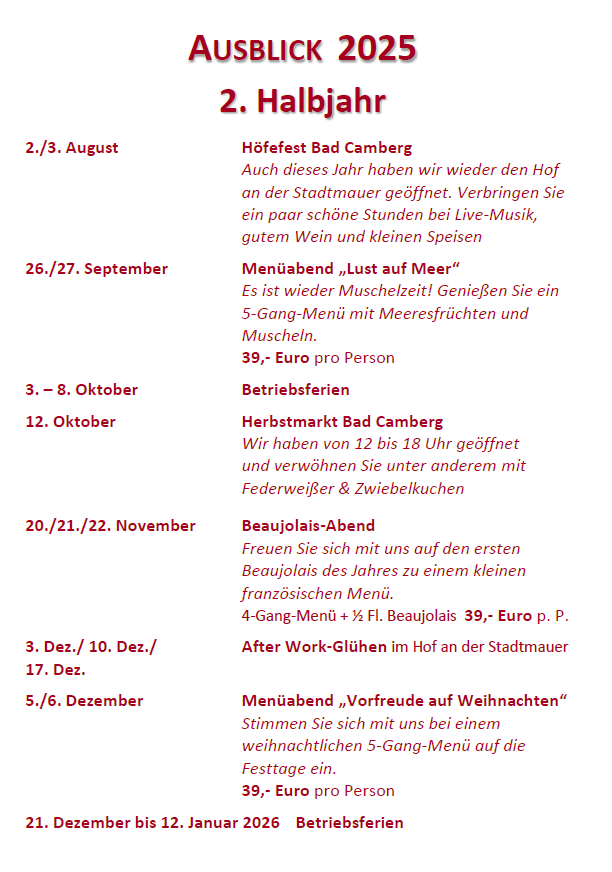 AUSBLICK 2025
2. Halbjahr
2./3. August Höfefest Bad Camberg
Auch dieses Jahr haben wir wieder den Hof
an der Stadtmauer geöffnet. Verbringen Sie
ein paar schöne Stunden bei Live-Musik,
gutem Wein und kleinen Speisen
26./27. September Menüabend „Lust auf Meer“
Es ist wieder Muschelzeit! Genießen Sie ein
5-Gang-Menü mit Meeresfrüchten und
Muscheln.
39,- Euro pro Person
3. – 8. Oktober Betriebsferien
12. Oktober Herbstmarkt Bad Camberg
Wir haben von 12 bis 18 Uhr geöffnet
und verwöhnen Sie unter anderem mit
Federweißer & Zwiebelkuchen
20./21./22. November Beaujolais-Abend
Freuen Sie sich mit uns auf den ersten
Beaujolais des Jahres zu einem kleinen
französischen Menü.
4-Gang-Menü + ½ Fl. Beaujolais 39,- Euro p. P.
3. Dez./ 10. Dez./ After Work-Glühen im Hof an der Stadtmauer
17. Dez.
5./6. Dezember Menüabend „Vorfreude auf Weihnachten“
Stimmen Sie sich mit uns bei einem
weihnachtlichen 5-Gang-Menü auf die
Festtage ein.
39,- Euro pro Person
21. Dezember bis 12. Januar 2026 Betriebsferien